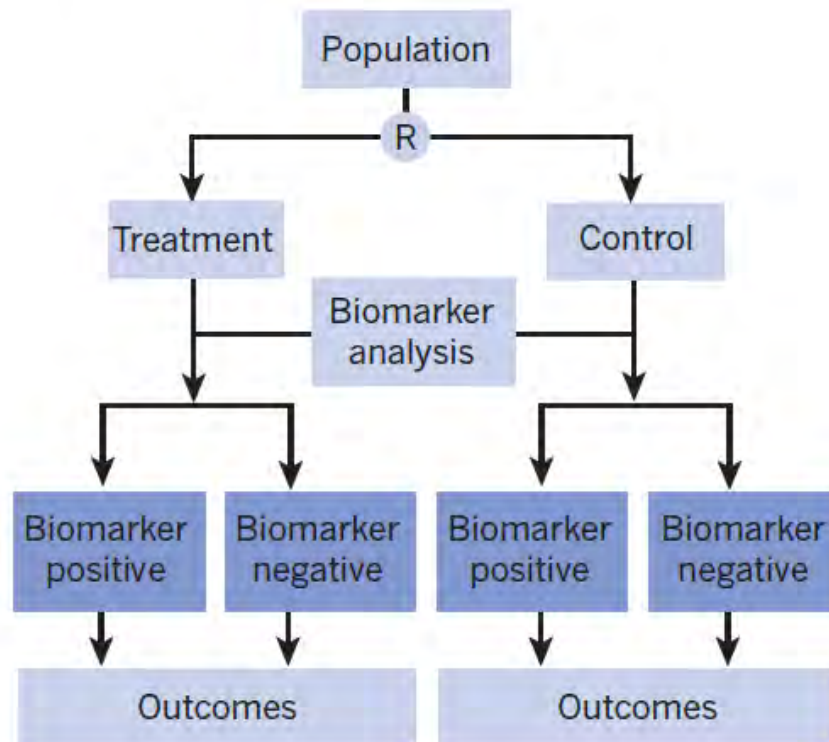 Population
R
Treatment
Control
Biomarker
analysis
Biomarker
positive
Biomarker
negative
Biomarker
positive
Biomarker
negative
Outcomes
Outcomes